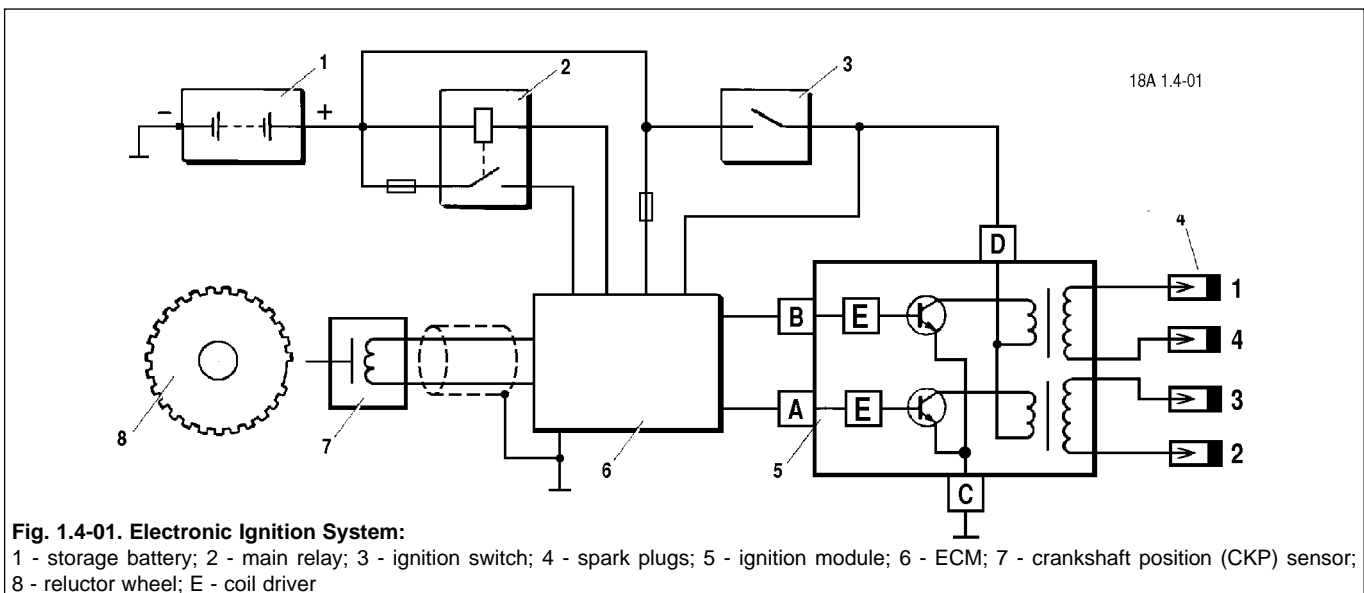 1
2
3
18A 1.4-01
−
+
4
D
B
E
1
4
A
E
3
8
7
6
5
2
C
Fig. 1.4-01. Electronic Ignition System:
1 - storage battery; 2 - main relay; 3 - ignition switch; 4 - spark plugs; 5 - ignition module; 6 - ECM; 7 - crankshaft position (CKP) sensor;
8 - reluctor wheel; E - coil driver